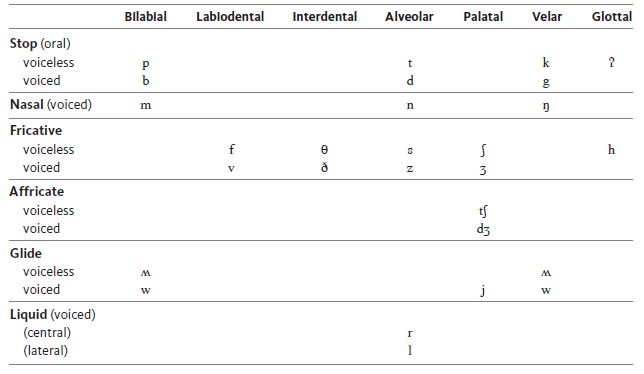 Bilabial Labiodental Interdental Alveolar Palatal Velar Glottal
Stop (oral)
voiceless p t k ʔ
voiced b d g
Nasal (voiced) m n ŋ
Fricative
voiceless f θ s ʃ h
voiced v ð z ʒ
Affricate
voiceless tʃ
voiced dʒ
Glide
voiceless ʍ ʍ
voiced w j w
Liquid (voiced)
(central) r
(lateral) l